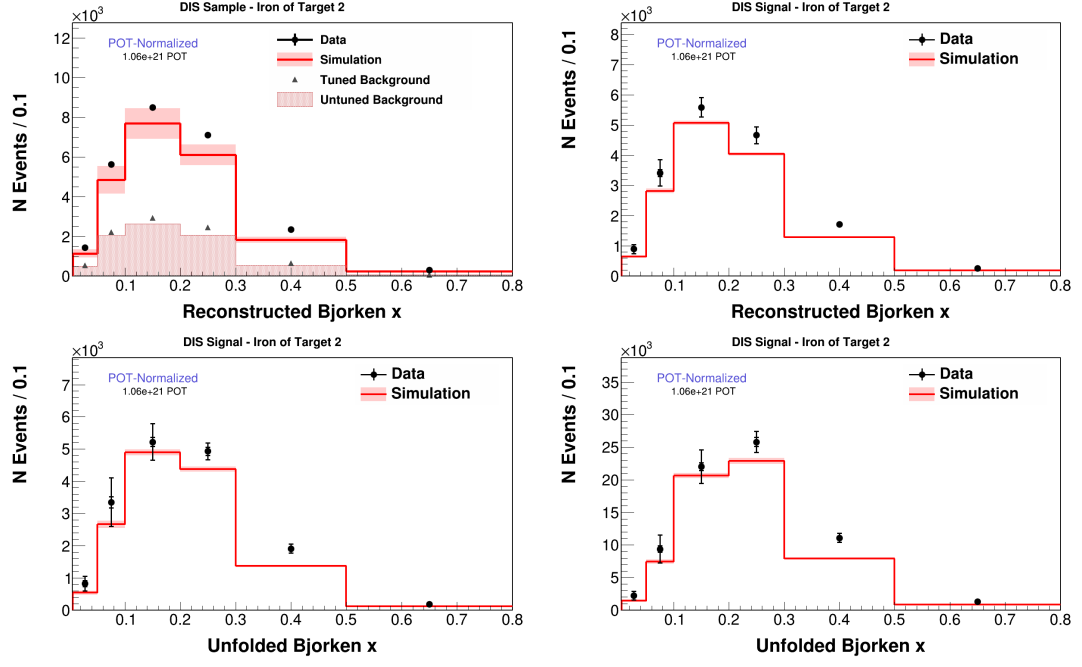 DIS Sample - Iron of Target 2
×10³
N Events / 0.1
12
10
8
6
4
2
0
POT-Normalized
1.06e+21 POT
Data
Simulation
Tuned Background
Untuned Background
0.1 0.2 0.3 0.4 0.5 0.6 0.7 0.8
Reconstructed Bjorken x
DIS Signal - Iron of Target 2
×10³
N Events / 0.1
8
7
6
5
4
3
2
1
0
POT-Normalized
1.06e+21 POT
Data
Simulation
0.1 0.2 0.3 0.4 0.5 0.6 0.7 0.8
Reconstructed Bjorken x
DIS Signal - Iron of Target 2
×10³
N Events / 0.1
7
6
5
4
3
2
1
0
POT-Normalized
1.06e+21 POT
Data
Simulation
0.1 0.2 0.3 0.4 0.5 0.6 0.7 0.8
Unfolded Bjorken x
DIS Signal - Iron of Target 2
×10³
N Events / 0.1
35
30
25
20
15
10
5
0
POT-Normalized
1.06e+21 POT
Data
Simulation
0.1 0.2 0.3 0.4 0.5 0.6 0.7 0.8
Unfolded Bjorken x